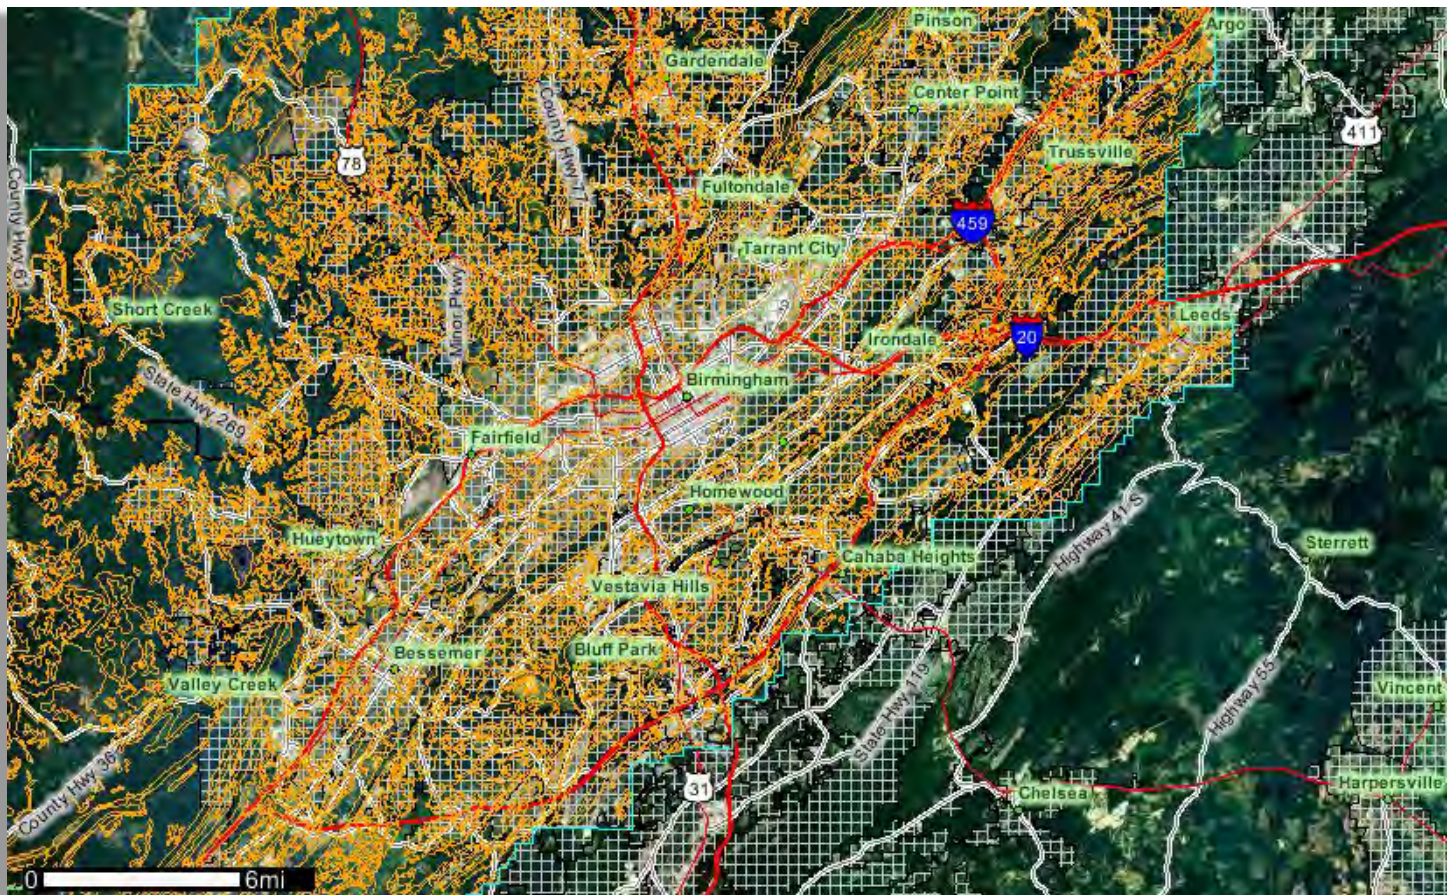 Pinson
Argo
Gardendale
Center Point
County Hwy 77
411
78
Trussville
Fultondale
County Hwy 61
459
Tarrant City
Short Creek
Minor Pkwy
Leeds
20
Irondale
Birmingham
State Hwy 269
Fairfield
Homewood
Highway 41 S
Hueytown
Sterrett
Cahaba Heights
Vestavia Hills
Bluff Park
Bessemer
Valley Creek
State Hwy 119
Highway 55
Vincent
County Hwy 36
31
Chelsea
Harpersville
0 6mi